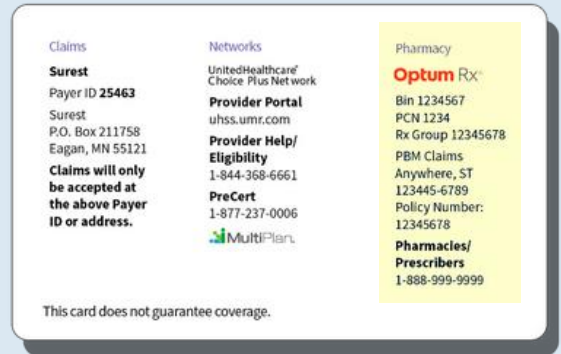 Claims
Surest
Payer ID 25463
Surest
P.O. Box 211758
Eagan, MN 55121
Claims will only
be accepted at
the above Payer
ID or address.
Networks
UnitedHealthcare®
Choice Plus Network
Provider Portal
uhss.umr.com
Provider Help/
Eligibility
1-844-368-6661
PreCert
1-877-237-0006
MultiPlan.
Pharmacy
Optum Rx®
Bin 1234567
PCN 1234
Rx Group 12345678
PBM Claims
Anywhere, ST
123445-6789
Policy Number:
12345678
Pharmacies/
Prescribers
1-888-999-9999
This card does not guarantee coverage.